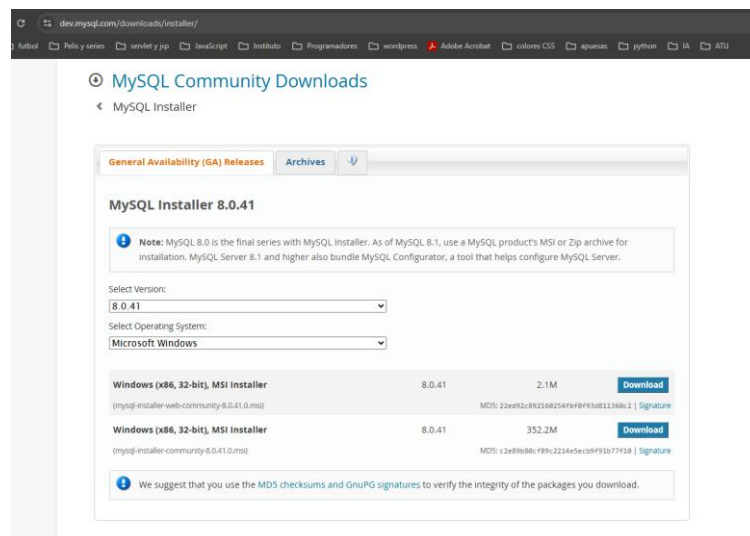 dev.mysql.com/downloads/installer/
futbol Pelis y series servlet y jsp JavaScript Instituto Programadores wordpress Adobe Acrobat colores CSS apuesas python IA ATU
MySQL Community Downloads
MySQL Installer
General Availability (GA) Releases Archives
MySQL Installer 8.0.41
Note: MySQL 8.0 is the final series with MySQL Installer. As of MySQL 8.1, use a MySQL product's MSI or Zip archive for
installation. MySQL Server 8.1 and higher also bundle MySQL Configurator, a tool that helps configure MySQL Server.
Select Version:
8.0.41
Select Operating System:
Microsoft Windows
Windows (x86, 32-bit), MSI Installer 8.0.41 2.1M Download
(mysql-installer-web-community-8.0.41.0.msi) MD5: | Signature
Windows (x86, 32-bit), MSI Installer 8.0.41 352.2M Download
(mysql-installer-community-8.0.41.0.msi) MD5: | Signature
We suggest that you use the MD5 checksums and GnuPG signatures to verify the integrity of the packages you download.